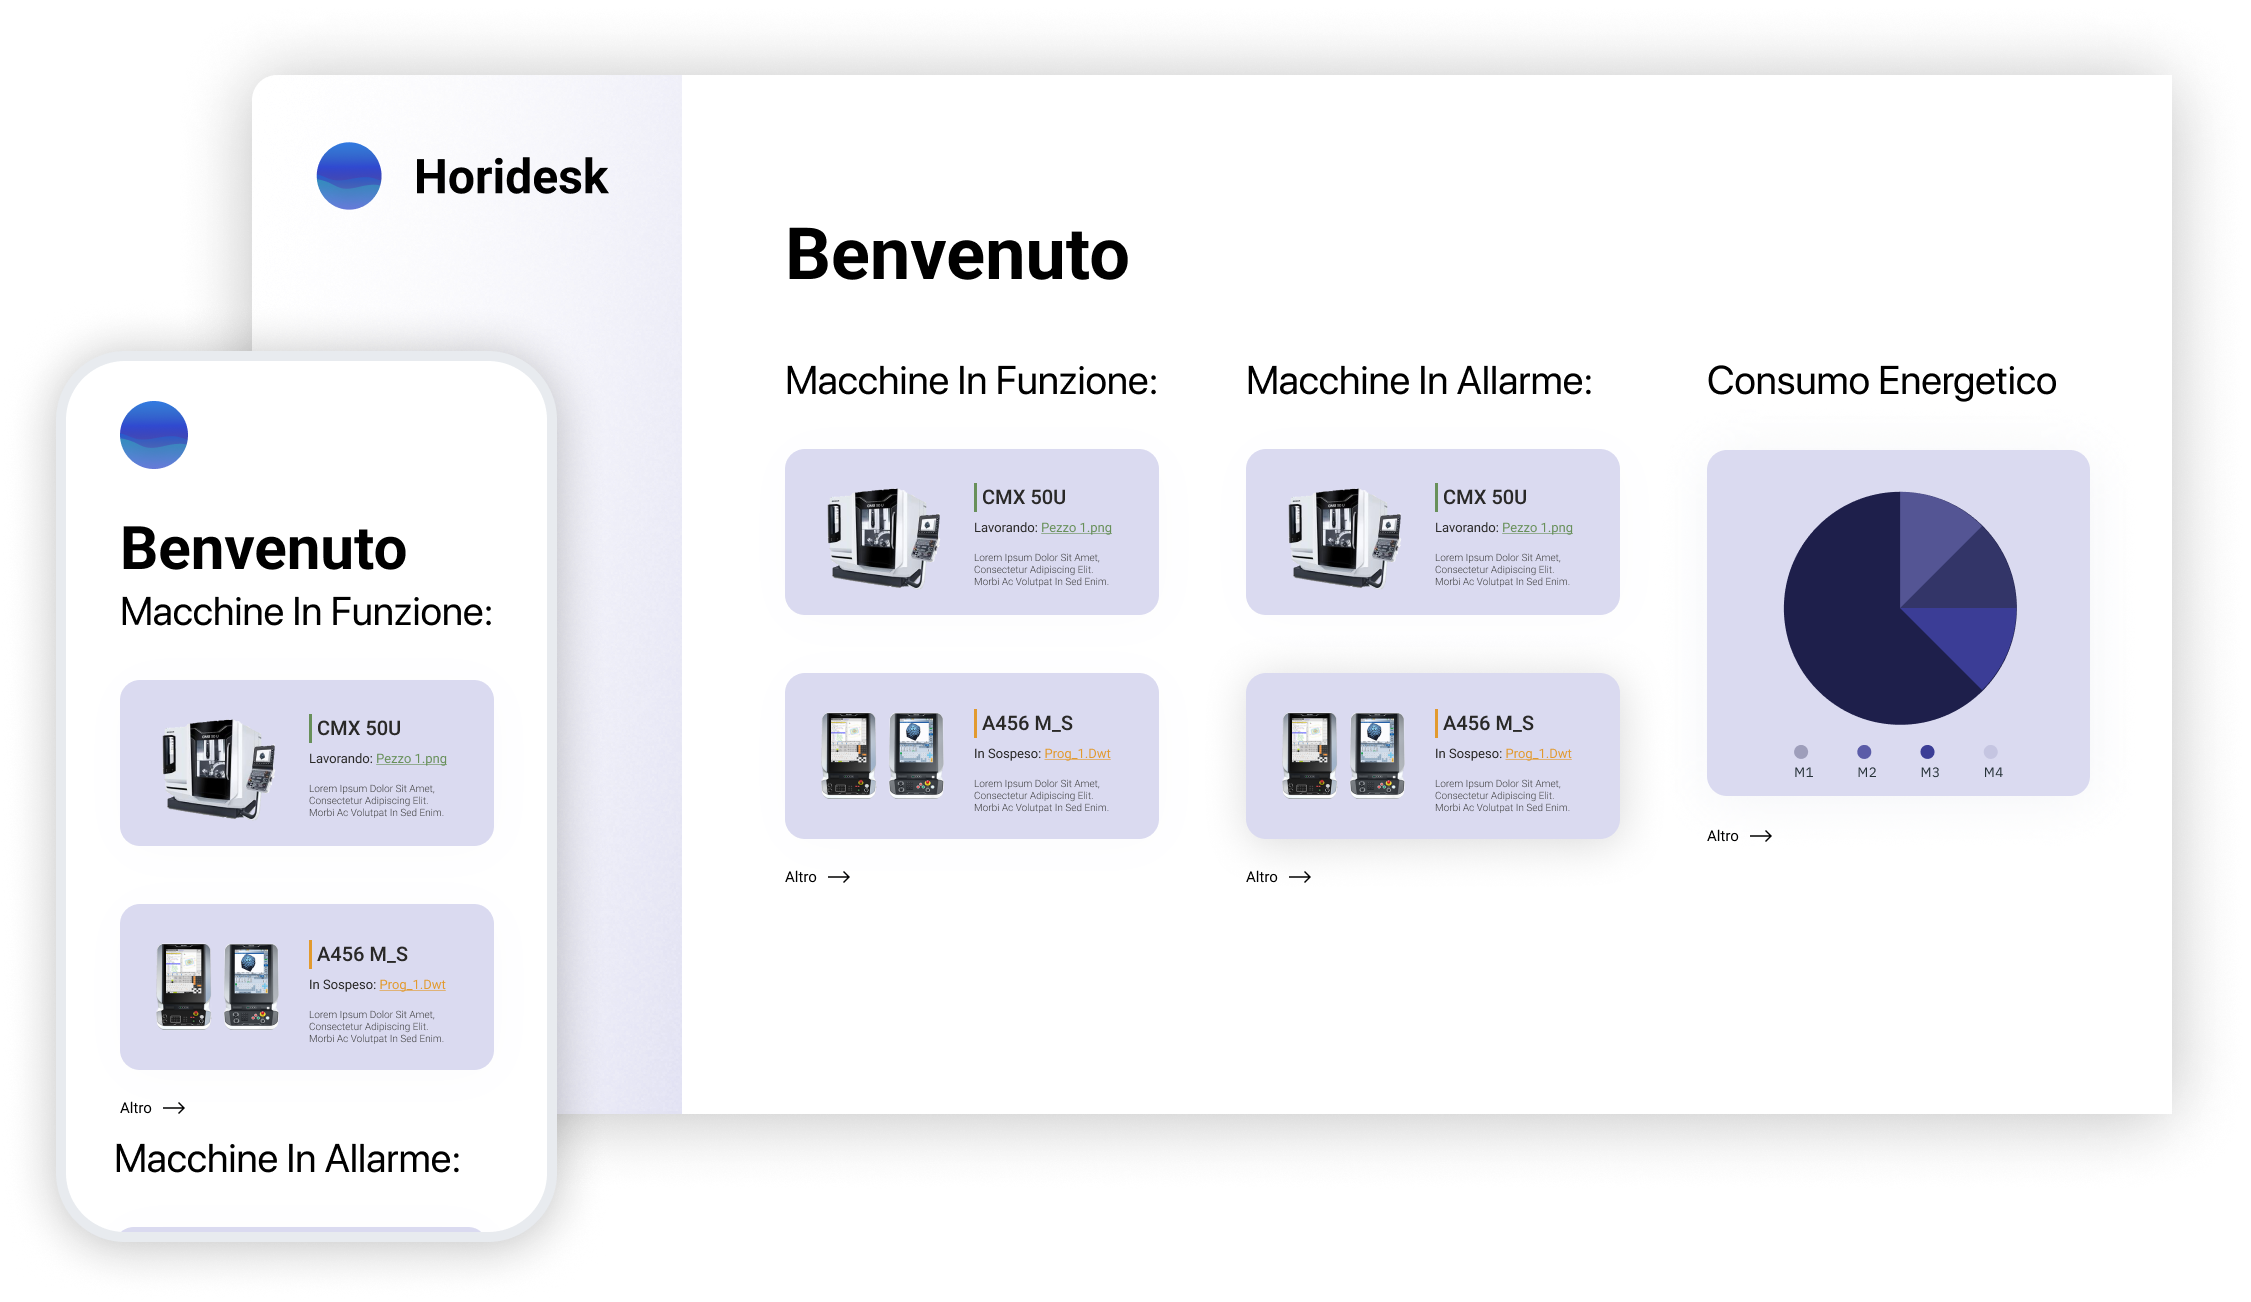 Horidesk
Benvenuto
Macchine In Funzione:
CMX 50U
Lavorando: Pezzo 1.png
Lorem Ipsum Dolor Sit Amet,
Consectetur Adipiscing Elit.
Morbi Ac Volutpat In Sed Enim.
A456 M_S
In Sospeso: Prog_1.Dwt
Lorem Ipsum Dolor Sit Amet,
Consectetur Adipiscing Elit.
Morbi Ac Volutpat In Sed Enim.
Altro
Macchine In Allarme:
CMX 50U
Lavorando: Pezzo 1.png
Lorem Ipsum Dolor Sit Amet,
Consectetur Adipiscing Elit.
Morbi Ac Volutpat In Sed Enim.
A456 M_S
In Sospeso: Prog_1.Dwt
Lorem Ipsum Dolor Sit Amet,
Consectetur Adipiscing Elit.
Morbi Ac Volutpat In Sed Enim.
Altro
Consumo Energetico
M1 M2 M3 M4
Altro
Benvenuto
Macchine In Funzione:
CMX 50U
Lavorando: Pezzo 1.png
Lorem Ipsum Dolor Sit Amet,
Consectetur Adipiscing Elit.
Morbi Ac Volutpat In Sed Enim.
A456 M_S
In Sospeso: Prog_1.Dwt
Lorem Ipsum Dolor Sit Amet,
Consectetur Adipiscing Elit.
Morbi Ac Volutpat In Sed Enim.
Altro
Macchine In Allarme: